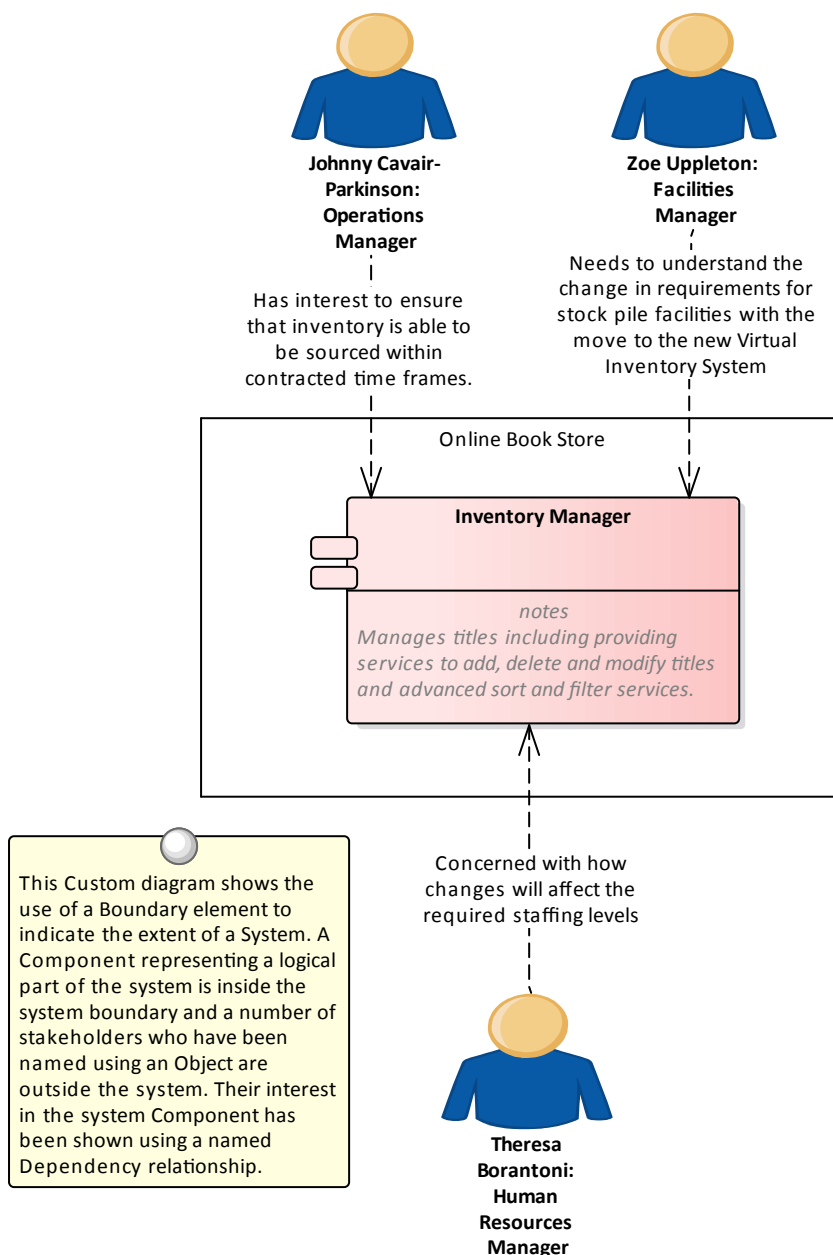 Johnny Cavair-
Parkinson:
Operations
Manager
Zoe Uppleton:
Facilities
Manager
Has interest to ensure
that inventory is able to
be sourced within
contracted time frames.
Needs to understand the
change in requirements for
stock pile facilities with the
move to the new Virtual
Inventory System
Online Book Store
Inventory Manager
notes
Manages titles including providing
services to add, delete and modify titles
and advanced sort and filter services.
Concerned with how
changes will affect the
required staffing levels
This Custom diagram shows the
use of a Boundary element to
indicate the extent of a System. A
Component representing a logical
part of the system is inside the
system boundary and a number of
stakeholders who have been
named using an Object are
outside the system. Their interest
in the system Component has
been shown using a named
Dependency relationship.
Theresa
Borantoni:
Human
Resources
Manager